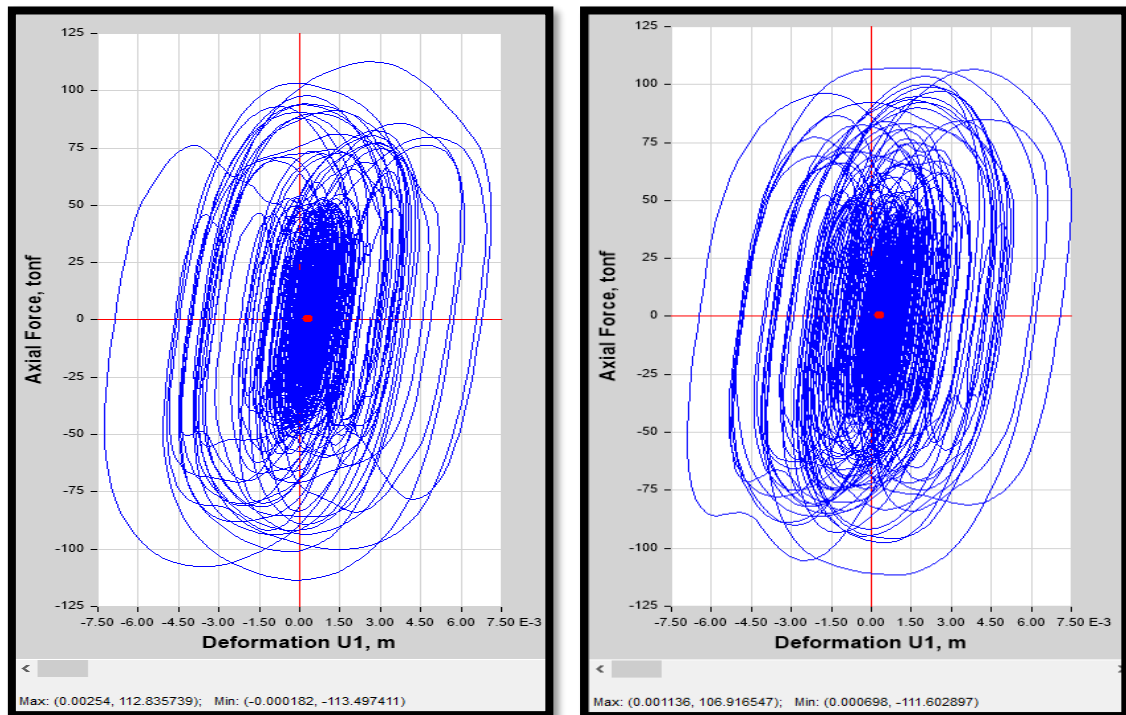 125
100
75
50
25
0
-25
-50
-75
-100
-125
Axial Force, tonf
-7.50 -6.00 -4.50 -3.00 -1.50 0.00 1.50 3.00 4.50 6.00 7.50 E-3
Deformation U1, m
Max: (0.00254, 112.835739); Min: (-0.000182, -113.497411)
125
100
75
50
25
0
-25
-50
-75
-100
-125
Axial Force, tonf
-7.50 -6.00 -4.50 -3.00 -1.50 0.00 1.50 3.00 4.50 6.00 7.50 E-3
Deformation U1, m
Max: (0.001136, 106.916547); Min: (0.000698, -111.602897)